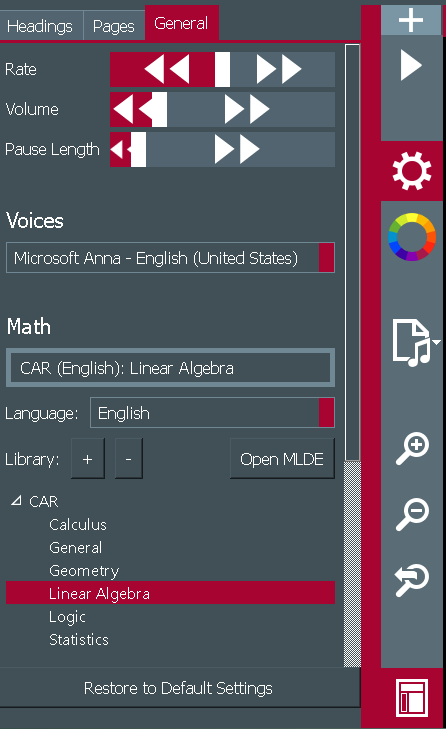 Headings Pages General
Rate
Volume
Pause Length
Voices
Microsoft Anna - English (United States)
Math
CAR (English): Linear Algebra
Language: English
Library: + - Open MLDE
CAR
Calculus
General
Geometry
Linear Algebra
Logic
Statistics
Restore to Default Settings